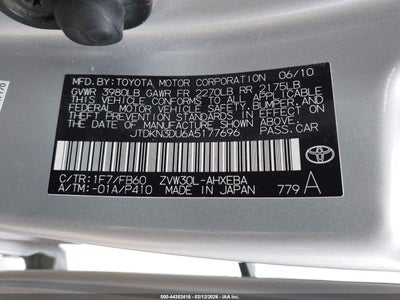 MFD. BY: TOYOTA MOTOR CORPORATION 06/10
GVWR 3980LB GAWR FR 2270LB RR 2175LB
THIS VEHICLE CONFORMS TO ALL APPLICABLE
FEDERAL MOTOR VEHICLE SAFETY, BUMPER, AND
THEFT PREVENTION STANDARDS IN EFFECT ON
THE DATE OF MANUFACTURE SHOWN ABOVE.
JTDKN3DU6A5177696 PASS. CAR
C/TR: 1F7/FB60 ZVW30L-AHXEBA
A/TM: -01A/P410 MADE IN JAPAN 779 A
TOYOTA
000-44382416 - 02/12/2026 - IAAI